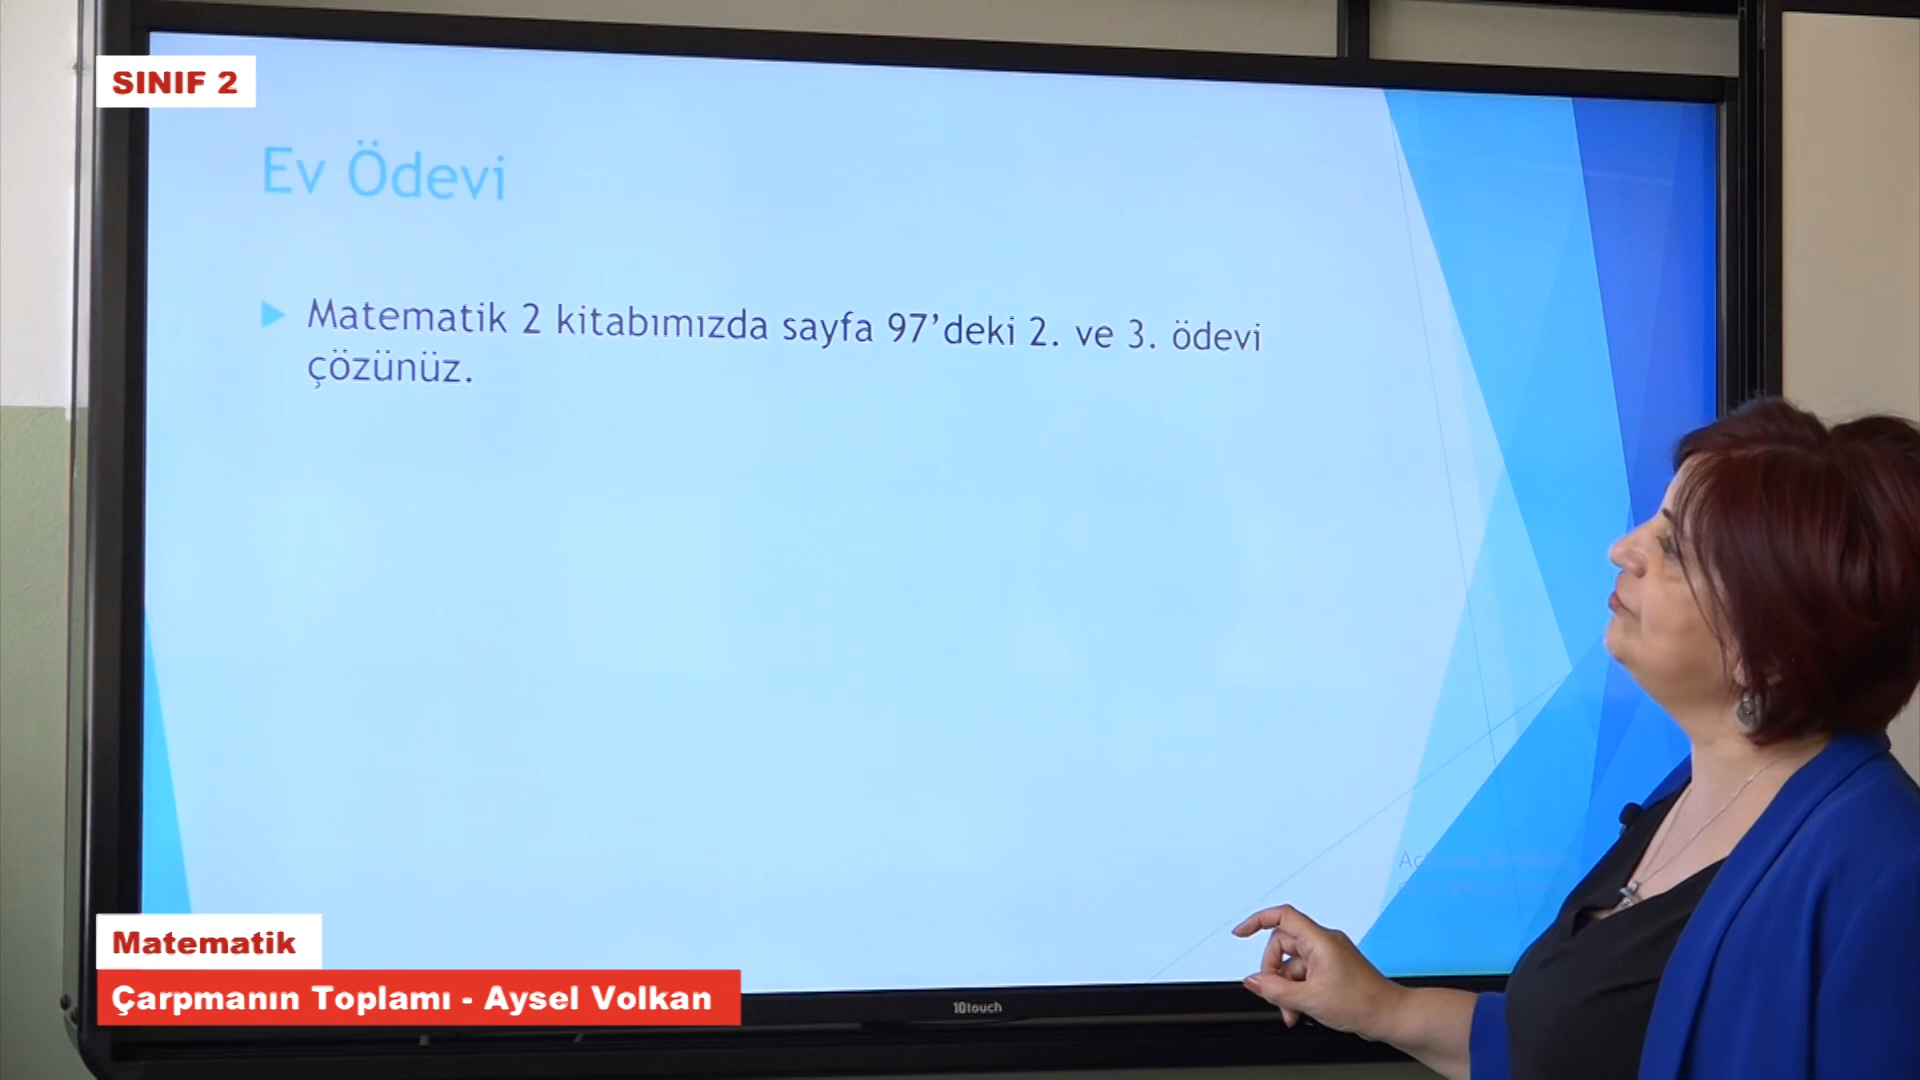 SINIF 2
Ev Ödevi
Matematik 2 kitabımızda sayfa 97’deki 2. ve 3. ödevi
çözünüz.
Matematik
Çarpmanın Toplamı - Aysel Volkan
10touch